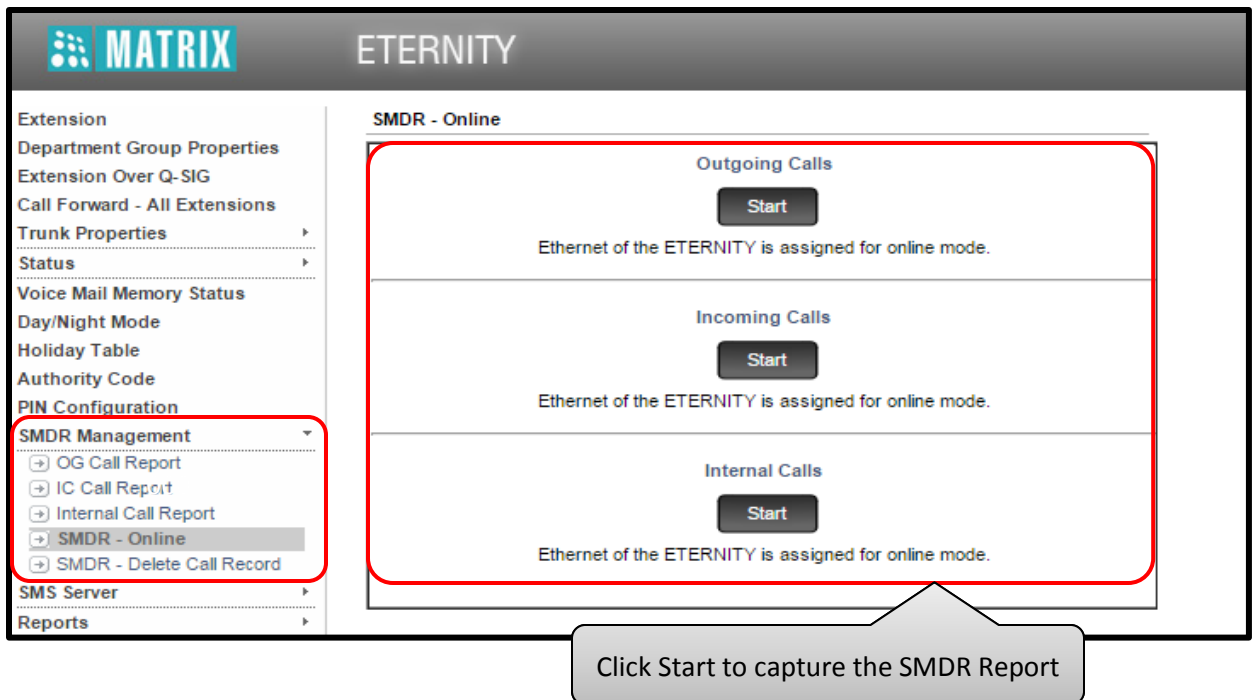 MATRIX
ETERNITY
Extension
Department Group Properties
Extension Over Q-SIG
Call Forward - All Extensions
Trunk Properties
Status
Voice Mail Memory Status
Day/Night Mode
Holiday Table
Authority Code
PIN Configuration
SMDR Management
OG Call Report
IC Call Report
Internal Call Report
SMDR - Online
SMDR - Delete Call Record
SMS Server
Reports
SMDR - Online
Outgoing Calls
Start
Ethernet of the ETERNITY is assigned for online mode.
Incoming Calls
Start
Ethernet of the ETERNITY is assigned for online mode.
Internal Calls
Start
Ethernet of the ETERNITY is assigned for online mode.
Click Start to capture the SMDR Report